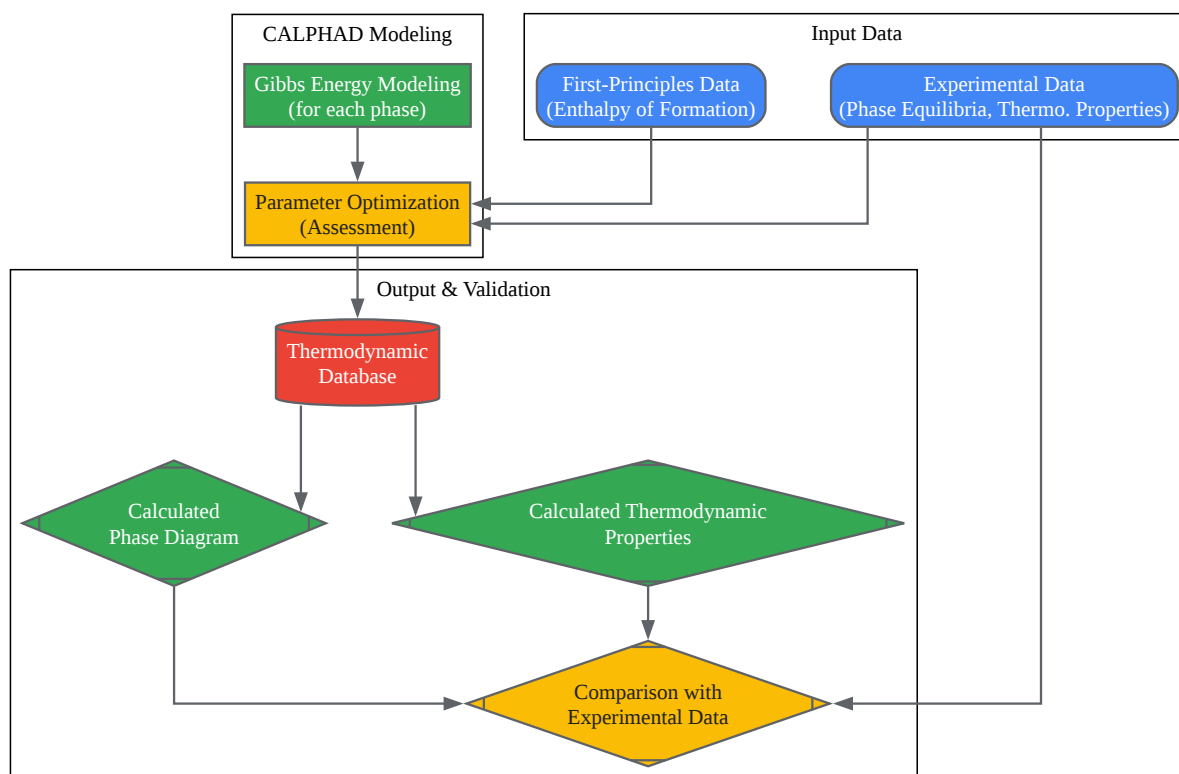 CALPHAD Modeling
Gibbs Energy Modeling
(for each phase)
Parameter Optimization
(Assessment)
Input Data
First-Principles Data
(Enthalpy of Formation)
Experimental Data
(Phase Equilibria, Thermo. Properties)
Output & Validation
Thermodynamic
Database
Calculated
Phase Diagram
Calculated Thermodynamic
Properties
Comparison with
Experimental Data